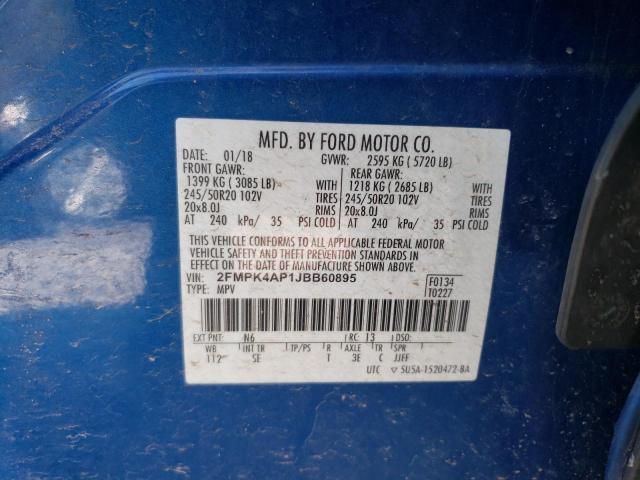 MFD. BY FORD MOTOR CO.
DATE: 01/18 GVWR: 2595 KG ( 5720 LB)
FRONT GAWR: REAR GAWR:
1399 KG ( 3085 LB) WITH 1218 KG ( 2685 LB) WITH
245/50R20 102V TIRES 245/50R20 102V TIRES
20x8.0J RIMS 20x8.0J RIMS
AT 240 kPa/ 35 PSI COLD AT 240 kPa/ 35 PSI COLD
THIS VEHICLE CONFORMS TO ALL APPLICABLE FEDERAL MOTOR
VEHICLE SAFETY AND THEFT PREVENTION STANDARDS IN
EFFECT ON THE DATE OF MANUFACTURE SHOWN ABOVE.
VIN: 2FMPK4AP1JBB60895 F0134
TYPE: MPV T0227
EXT PNT: N6 RC: 13 DSO:
WB INT TR TP/PS R AXLE TR SPR
112 SE T 3E C JJFF
UTC ▽ 5U5A-1520472-BA